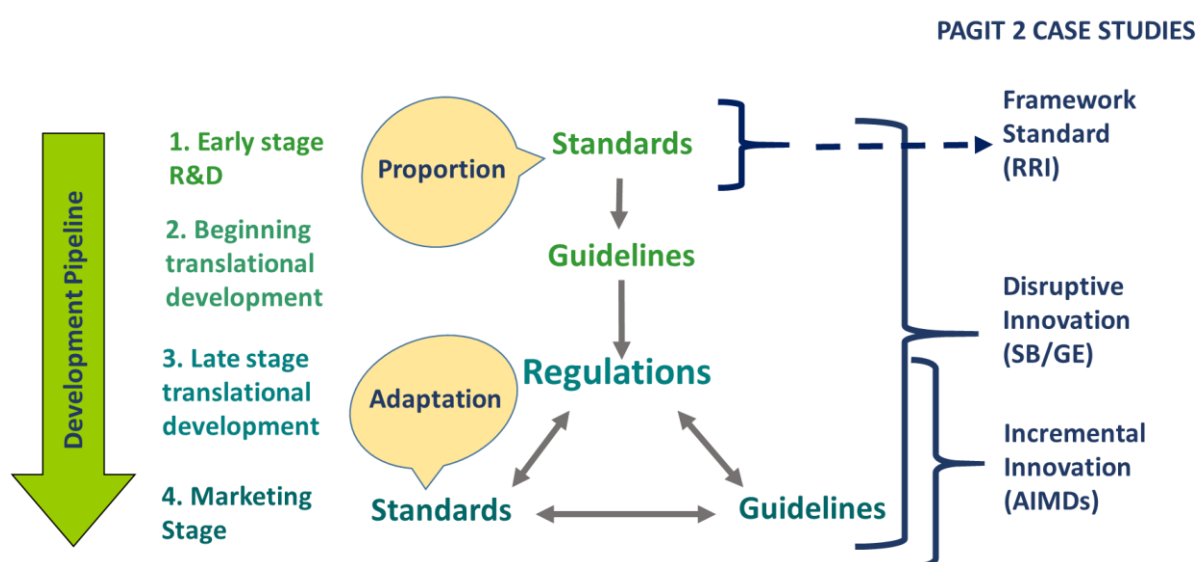 PAGIT 2 CASE STUDIES
Development Pipeline
1. Early stage
R&D
2. Beginning
translational
development
3. Late stage
translational
development
4. Marketing
Stage
Proportion
Standards
Guidelines
Adaptation
Regulations
Standards
Guidelines
Framework
Standard
(RRI)
Disruptive
Innovation
(SB/GE)
Incremental
Innovation
(AIMDs)